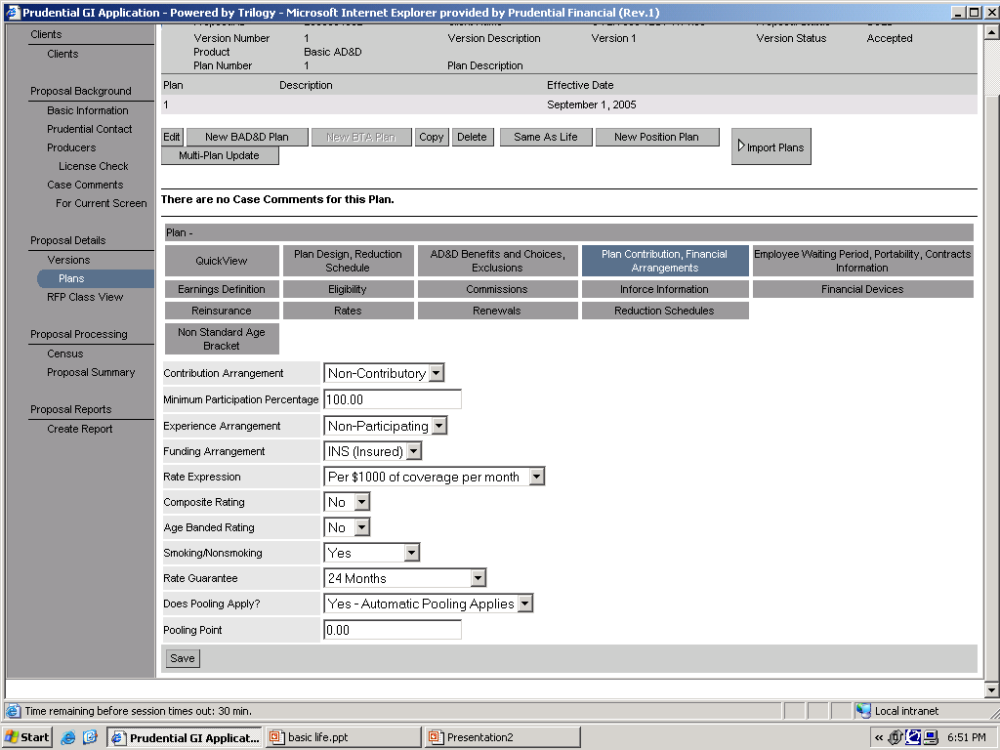 Prudential GI Application - Powered by Trilogy - Microsoft Internet Explorer provided by Prudential Financial (Rev.1)
Clients
Clients
Proposal Background
Basic Information
Prudential Contact
Producers
License Check
Case Comments
For Current Screen
Proposal Details
Versions
Plans
RFP Class View
Proposal Processing
Census
Proposal Summary
Proposal Reports
Create Report
Version Number 1 Version Description Version 1 Version Status Accepted
Product Basic AD&D
Plan Number 1 Plan Description
Plan Description Effective Date
1 September 1, 2005
Edit New BAD&D Plan New BTA Plan Copy Delete Same As Life New Position Plan Import Plans
Multi-Plan Update
There are no Case Comments for this Plan.
Plan -
QuickView Plan Design, Reduction Schedule AD&D Benefits and Choices, Exclusions Plan Contribution, Financial Arrangements Employee Waiting Period, Portability, Contracts Information
Earnings Definition Eligibility Commissions Inforce Information Financial Devices
Reinsurance Rates Renewals Reduction Schedules
Non Standard Age Bracket
Contribution Arrangement Non-Contributory
Minimum Participation Percentage 100.00
Experience Arrangement Non-Participating
Funding Arrangement INS (Insured)
Rate Expression Per $1000 of coverage per month
Composite Rating No
Age Banded Rating No
Smoking/Nonsmoking Yes
Rate Guarantee 24 Months
Does Pooling Apply? Yes - Automatic Pooling Applies
Pooling Point 0.00
Save
Time remaining before session times out: 30 min. Local intranet
Start Prudential GI Applicat... basic life.ppt Presentation2 « 6:51 PM